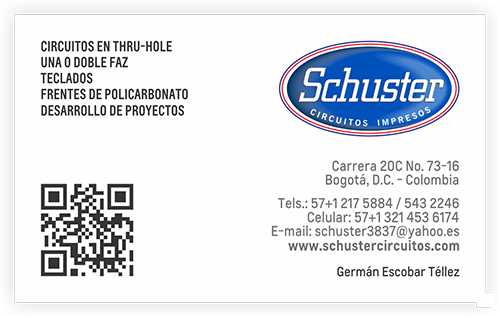 CIRCUITOS EN THRU-HOLE
UNA O DOBLE FAZ
TECLADOS
FRENTES DE POLICARBONATO
DESARROLLO DE PROYECTOS
Schuster
CIRCUITOS IMPRESOS
Carrera 20C No. 73-16
Bogotá, D.C. - Colombia
Tels.: 57+1 217 5884 / 543 2246
Celular: 57+1 321 453 6174
E-mail: schuster3837@yahoo.es
www.schustercircuitos.com
Germán Escobar Téllez